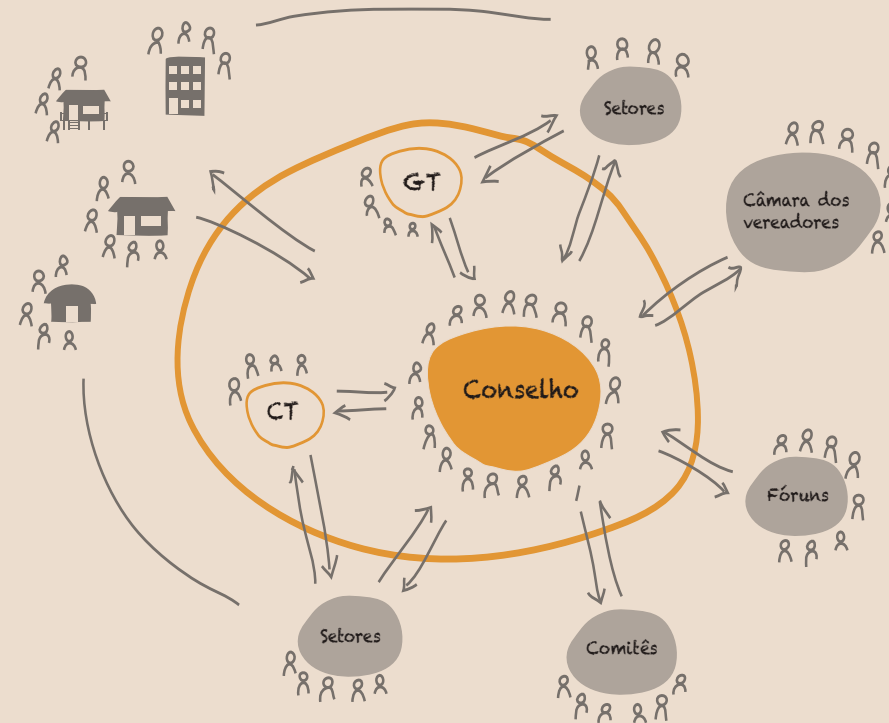 Setores
GT
Câmara dos
vereadores
Conselho
CT
Fóruns
Setores
Comitês